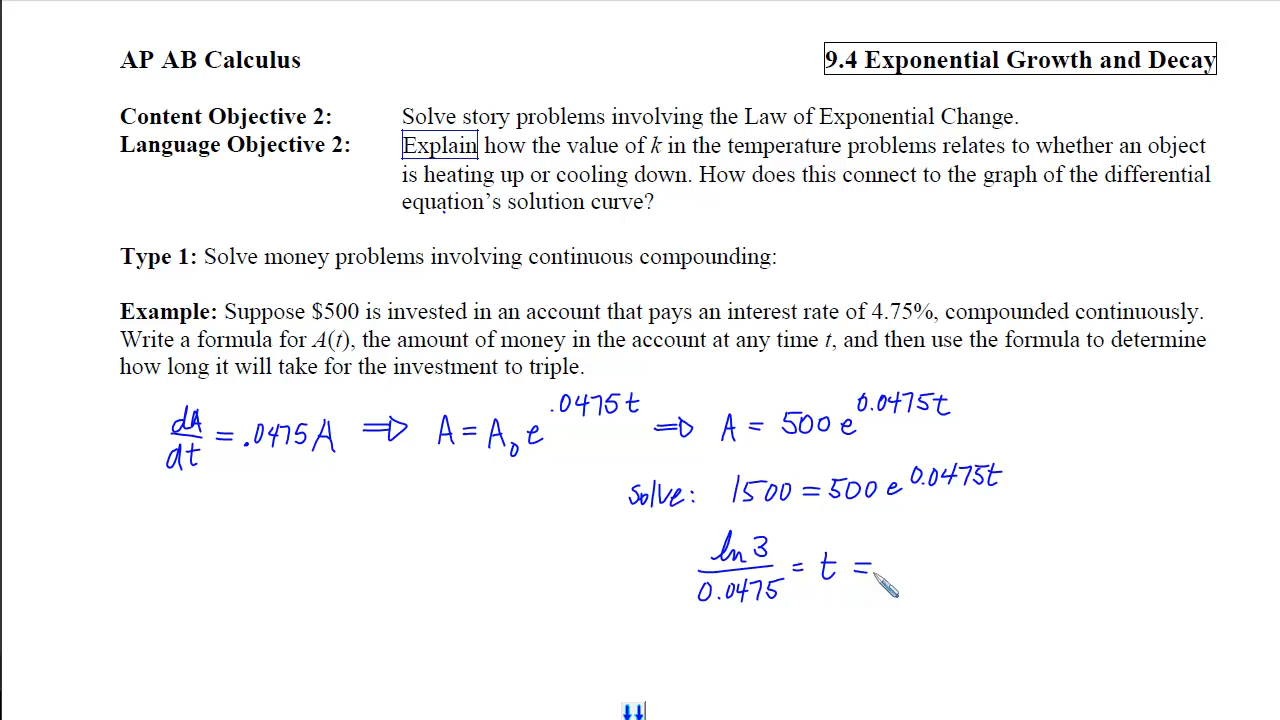 AP AB Calculus 9.4 Exponential Growth and Decay
Content Objective 2: Solve story problems involving the Law of Exponential Change.
Language Objective 2: Explain how the value of k in the temperature problems relates to whether an object
is heating up or cooling down. How does this connect to the graph of the differential
equation's solution curve?
Type 1: Solve money problems involving continuous compounding:
Example: Suppose $500 is invested in an account that pays an interest rate of 4.75%, compounded continuously.
Write a formula for A(t), the amount of money in the account at any time t, and then use the formula to determine
how long it will take for the investment to triple.
dA/dt = .0475A ⇒ A = A₀e^.0475t ⇒ A = 500e^0.0475t
solve: 1500 = 500e^0.0475t
ln 3/0.0475 = t =